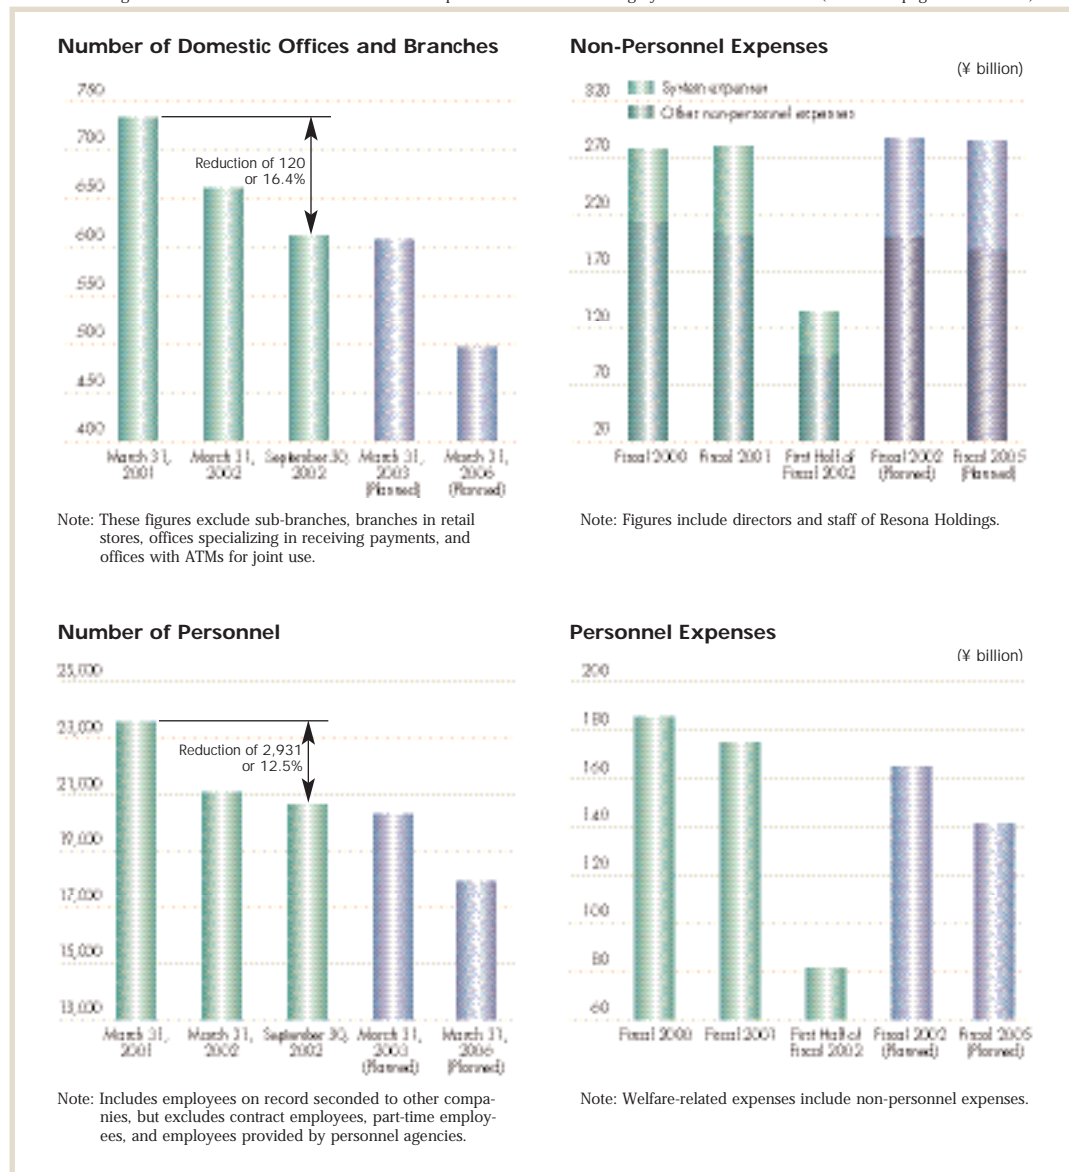 Number of Domestic Offices and Branches
750
700
650
600
550
500
450
400
Reduction of 120
or 16.4%
March 31,
2001
March 31,
2002
September 30,
2002
March 31,
2003
(Planned)
March 31,
2006
(Planned)
Note: These figures exclude sub-branches, branches in retail
stores, offices specializing in receiving payments, and
offices with ATMs for joint use.
Non-Personnel Expenses
(¥ billion)
System expenses
Other non-personnel expenses
320
270
220
170
120
70
20
Fiscal 2000
Fiscal 2001
First Half of
Fiscal 2002
Fiscal 2002
(Planned)
Fiscal 2005
(Planned)
Note: Figures include directors and staff of Resona Holdings.
Number of Personnel
25,000
23,000
21,000
19,000
17,000
15,000
13,000
Reduction of 2,931
or 12.5%
March 31,
2001
March 31,
2002
September 30,
2002
March 31,
2003
(Planned)
March 31,
2006
(Planned)
Note: Includes employees on record seconded to other compa-
nies, but excludes contract employees, part-time employ-
ees, and employees provided by personnel agencies.
Personnel Expenses
(¥ billion)
200
180
160
140
120
100
80
60
Fiscal 2000
Fiscal 2001
First Half of
Fiscal 2002
Fiscal 2002
(Planned)
Fiscal 2005
(Planned)
Note: Welfare-related expenses include non-personnel expenses.